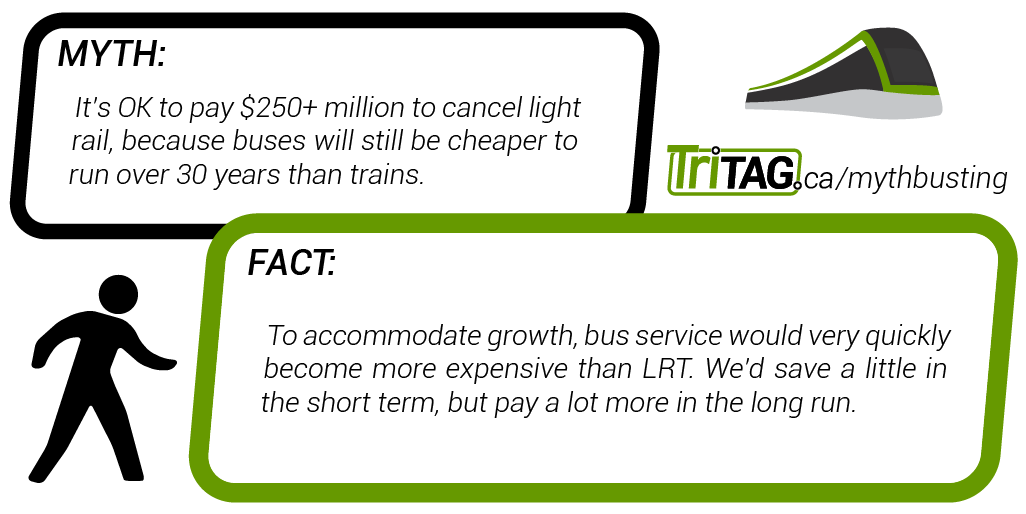 MYTH:
It's OK to pay $250+ million to cancel light
rail, because buses will still be cheaper to
run over 30 years than trains.
TriTAG.ca/mythbusting
FACT:
To accommodate growth, bus service would very quickly
become more expensive than LRT. We'd save a little in
the short term, but pay a lot more in the long run.